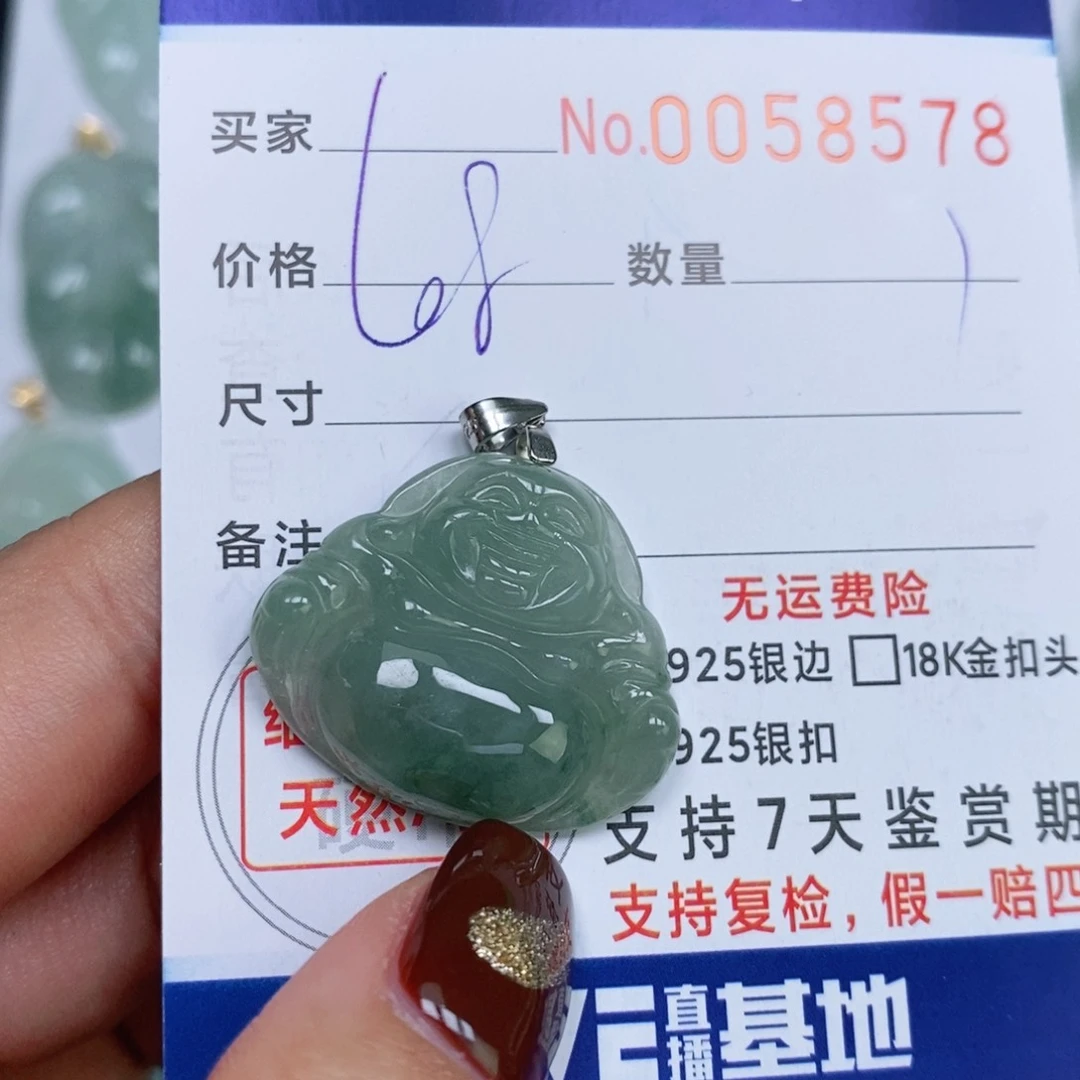 买家 No.0058578
价格 68 数量 1
尺寸
备注
无运费险
925银边 □18K金扣头
925银扣
天然
支持7天鉴赏期
支持复检，假一赔四
直播基地